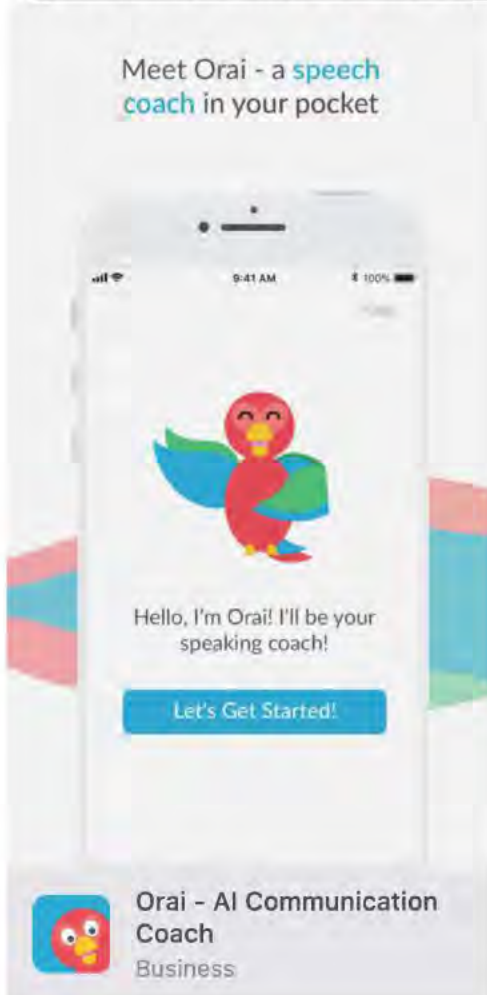 Meet Orai - a speech
coach in your pocket
9:41 AM
100%
Hello, I'm Orai! I'll be your
speaking coach!
Let's Get Started!
Orai - AI Communication
Coach
Business